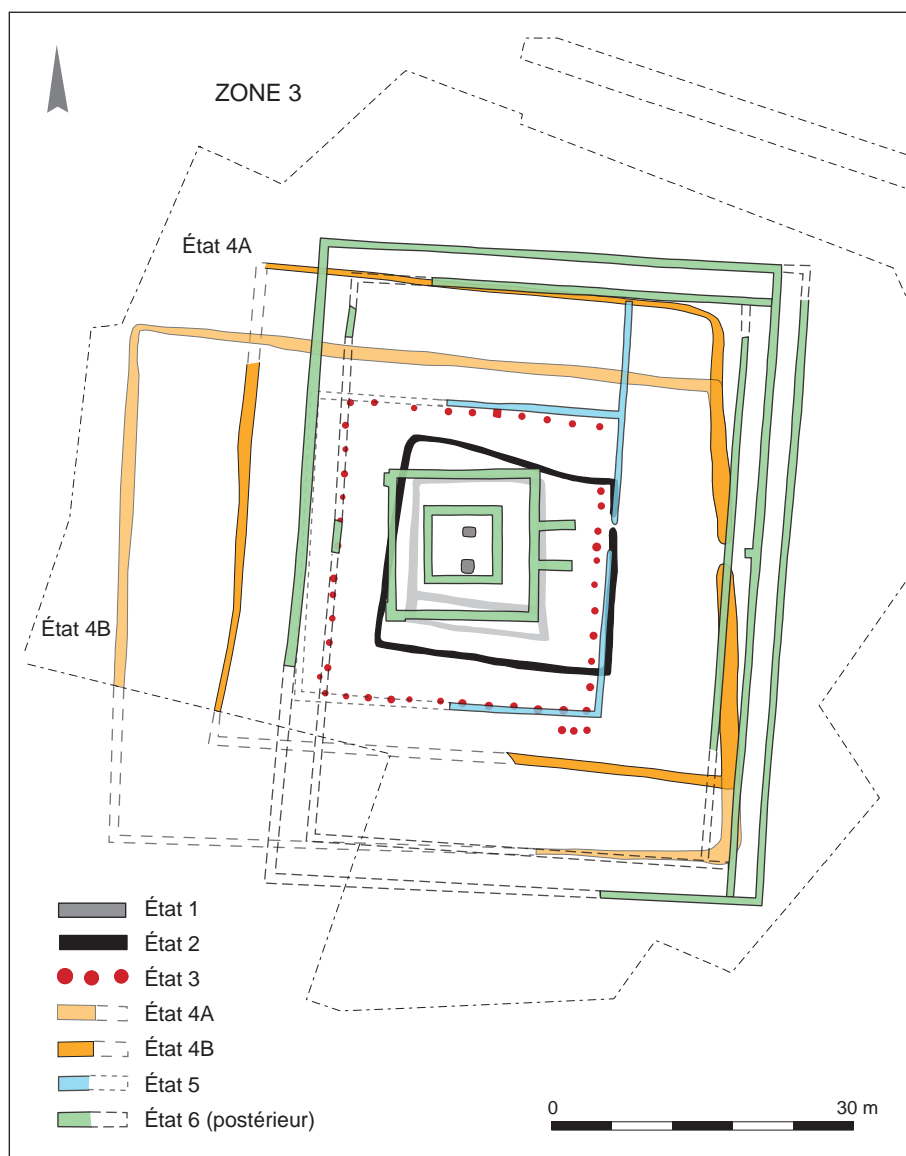 ZONE 3
État 4A
État 4B
État 1
État 2
État 3
État 4A
État 4B
État 5
État 6 (postérieur)
0 30 m